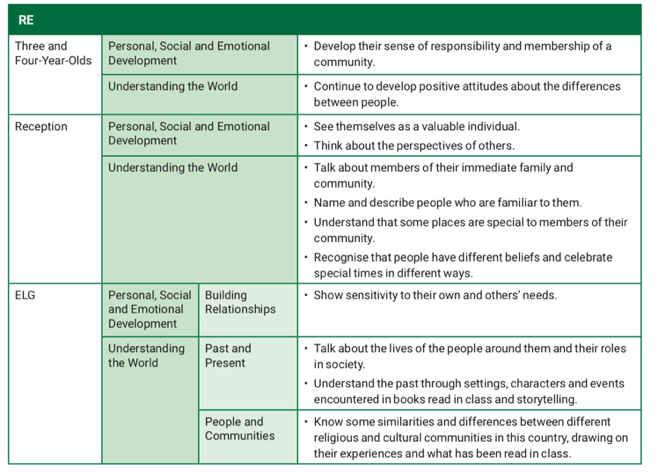 RE
Three and
Four-Year-Olds
Personal, Social and Emotional
Development
• Develop their sense of responsibility and membership of a
community.
Understanding the World
• Continue to develop positive attitudes about the differences
between people.
Reception
Personal, Social and Emotional
Development
• See themselves as a valuable individual.
• Think about the perspectives of others.
Understanding the World
• Talk about members of their immediate family and
community.
• Name and describe people who are familiar to them.
• Understand that some places are special to members of their
community.
• Recognise that people have different beliefs and celebrate
special times in different ways.
ELG
Personal, Social
and Emotional
Development
Building
Relationships
• Show sensitivity to their own and others’ needs.
Understanding
the World
Past and
Present
• Talk about the lives of the people around them and their roles
in society.
• Understand the past through settings, characters and events
encountered in books read in class and storytelling.
People and
Communities
• Know some similarities and differences between different
religious and cultural communities in this country, drawing on
their experiences and what has been read in class.